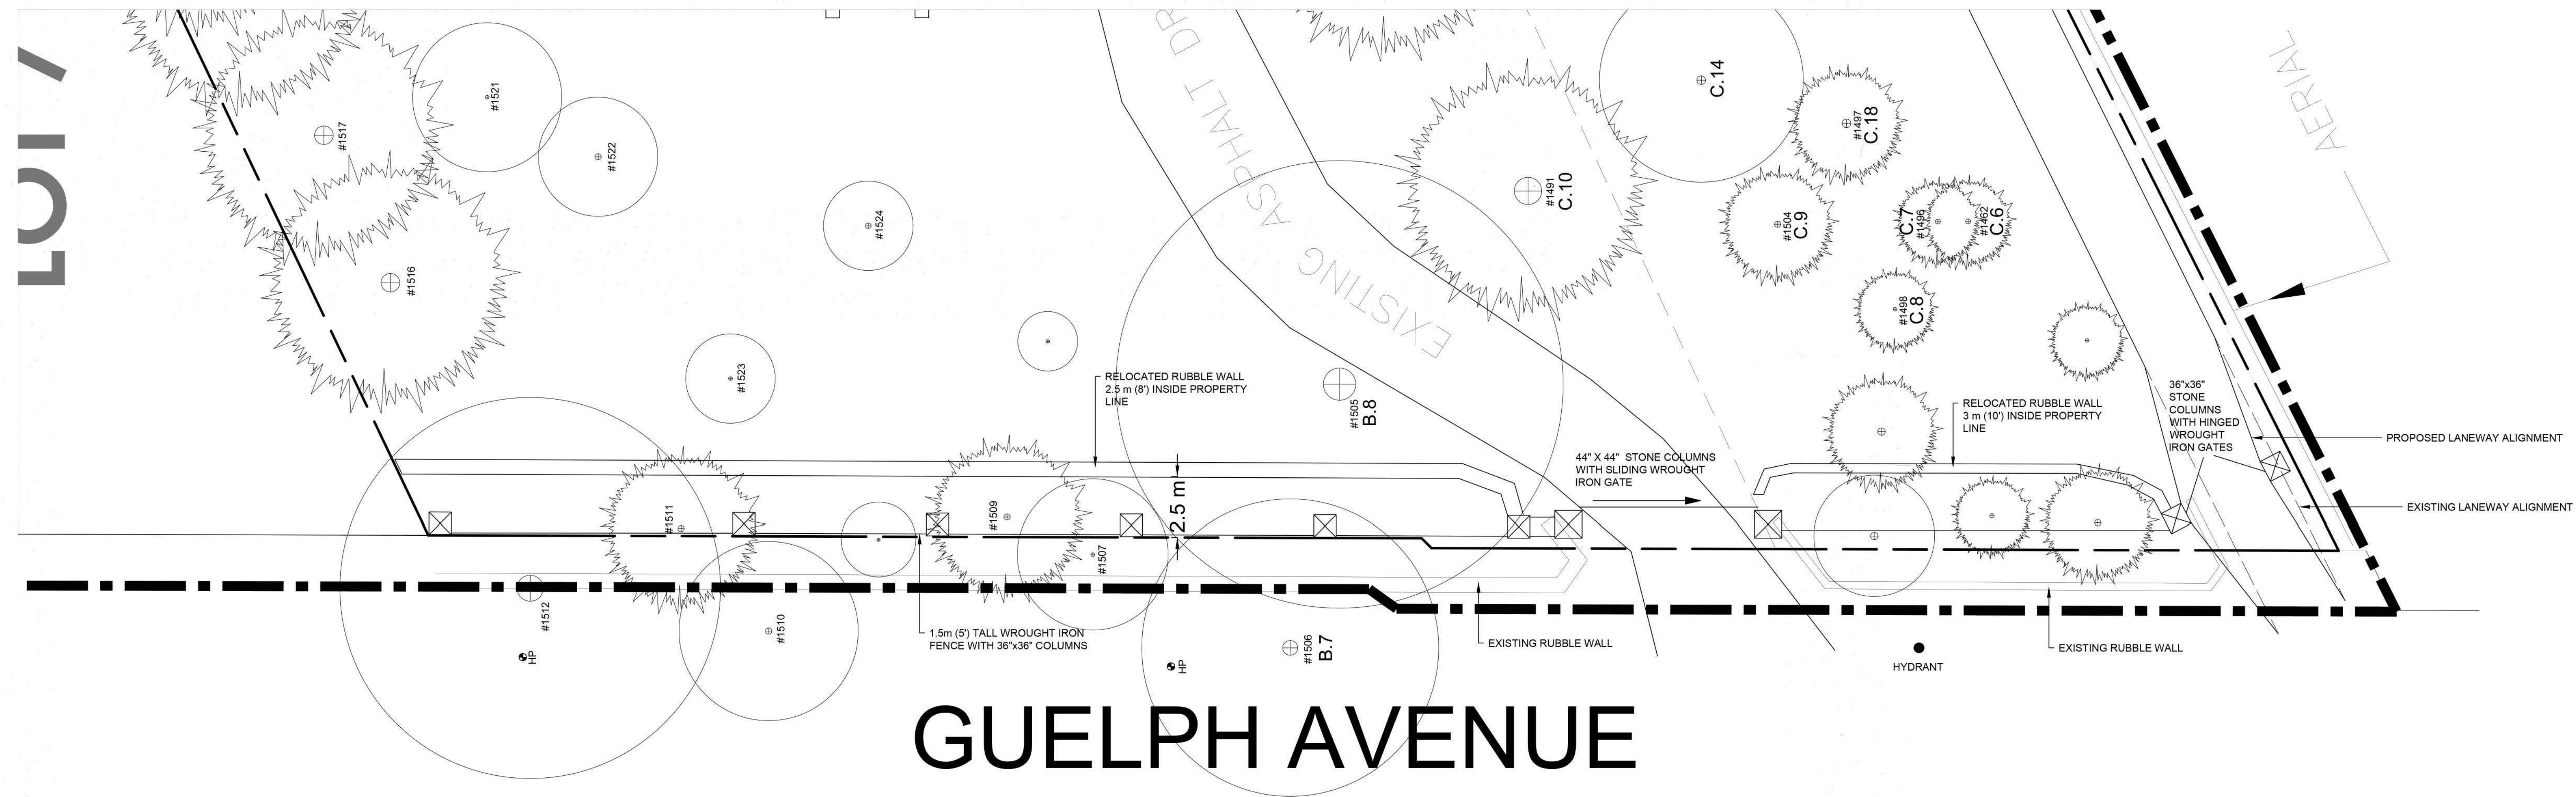 LOT 7
#1517
#1521
#1522
#1516
#1524
#1523
EXISTING ASPHALT DR
#1491
C.10
C.14
#1497
C.18
#1504
C.9
C.7
#1496
#1462
C.6
#1498
C.8
AERIAL
RELOCATED RUBBLE WALL
2.5 m (8') INSIDE PROPERTY
LINE
#1505
B.8
44" X 44" STONE COLUMNS
WITH SLIDING WROUGHT
IRON GATE
RELOCATED RUBBLE WALL
3 m (10') INSIDE PROPERTY
LINE
36"x36"
STONE
COLUMNS
WITH HINGED
WROUGHT
IRON GATES
PROPOSED LANEWAY ALIGNMENT
EXISTING LANEWAY ALIGNMENT
#1511
#1509
#1507
2.5 m
#1512
#1510
HP
1.5m (5') TALL WROUGHT IRON
FENCE WITH 36"x36" COLUMNS
HP
#1506
B.7
EXISTING RUBBLE WALL
HYDRANT
EXISTING RUBBLE WALL
GUELPH AVENUE